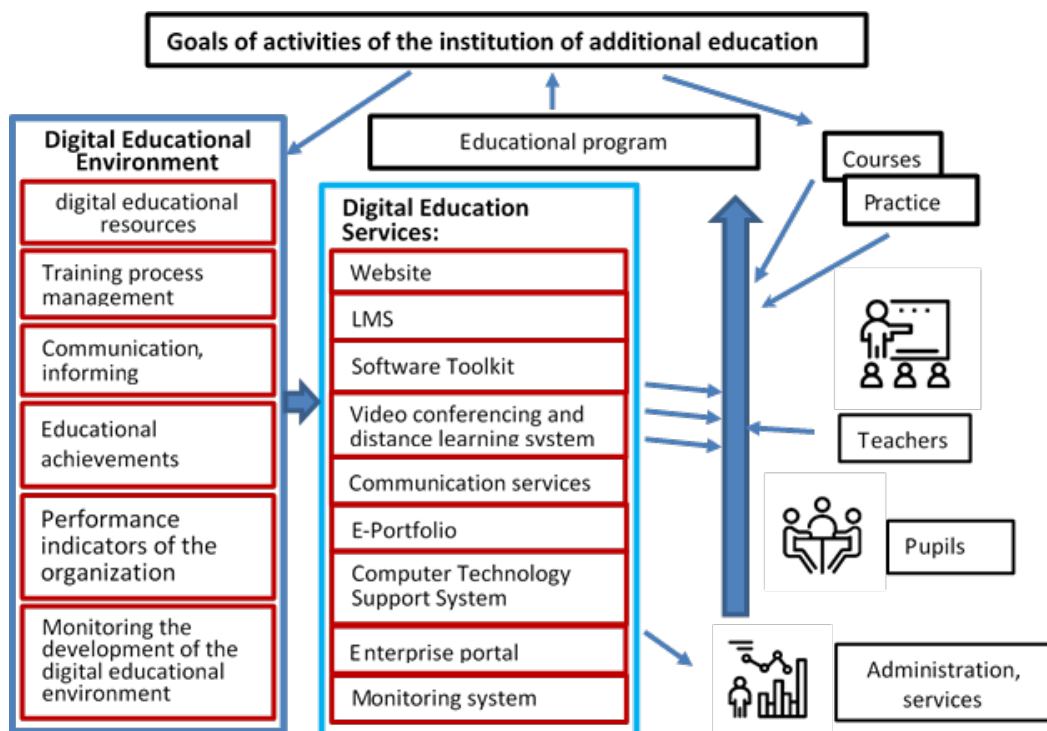 Goals of activities of the institution of additional education
Educational program
Courses
Practice
Digital Educational
Environment
digital educational
resources
Training process
management
Communication,
informing
Educational
achievements
Performance
indicators of the
organization
Monitoring the
development of the
digital educational
environment
Digital Education
Services:
Website
LMS
Software Toolkit
Video conferencing and
distance learning system
Communication services
E-Portfolio
Computer Technology
Support System
Enterprise portal
Monitoring system
Teachers
Pupils
Administration,
services